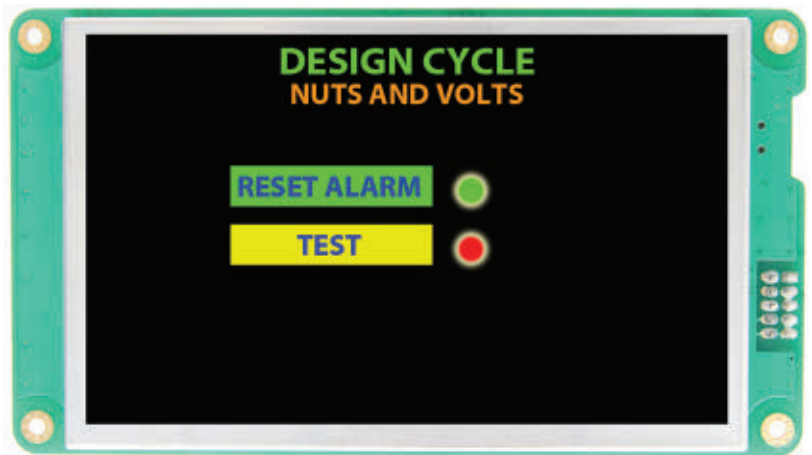 DESIGN CYCLE
NUTS AND VOLTS
RESET ALARM
TEST